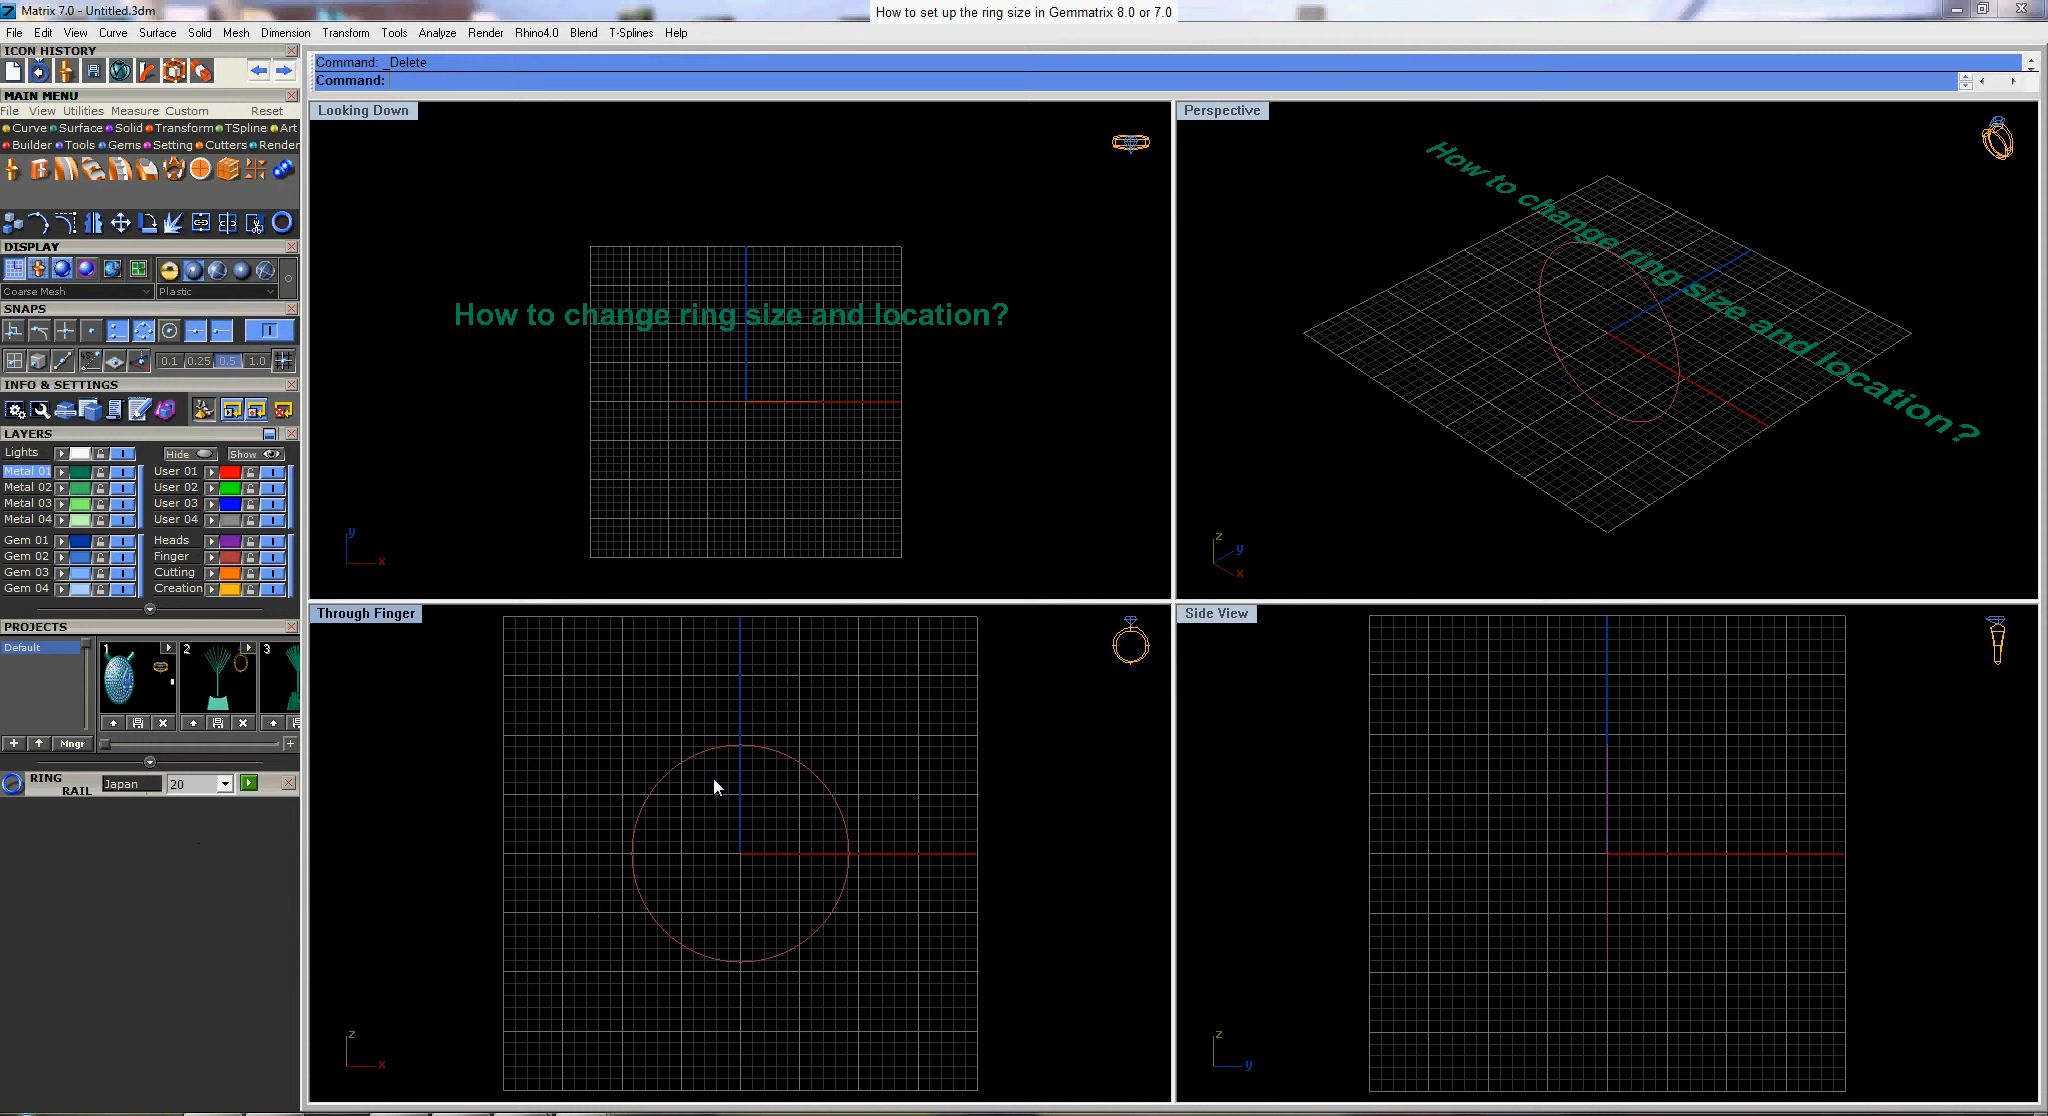 Matrix 7.0 - Untitled.3dm
How to set up the ring size in Gemmatrix 8.0 or 7.0
File Edit View Curve Surface Solid Mesh Dimension Transform Tools Analyze Render Rhino4.0 Blend T-Splines Help
ICON HISTORY
Command: _Delete
Command:
MAIN MENU
File View Utilities Measure Custom Reset
Curve Surface Solid Transform TSpline Art
Builder Tools Gems Setting Cutters Render
DISPLAY
Coarse Mesh Plastic
SNAPS
0.1 0.25 0.5 1.0
INFO & SETTINGS
LAYERS
Lights Hide Show
Metal 01 User 01
Metal 02 User 02
Metal 03 User 03
Metal 04 User 04
Gem 01 Heads
Gem 02 Finger
Gem 03 Cutting
Gem 04 Creation
PROJECTS
Default
1 2 3
Mngr
RING RAIL Japan 20
Looking Down
How to change ring size and location?
y
x
Perspective
How to change ring size and location?
z
y
x
Through Finger
z
x
Side View
z
y